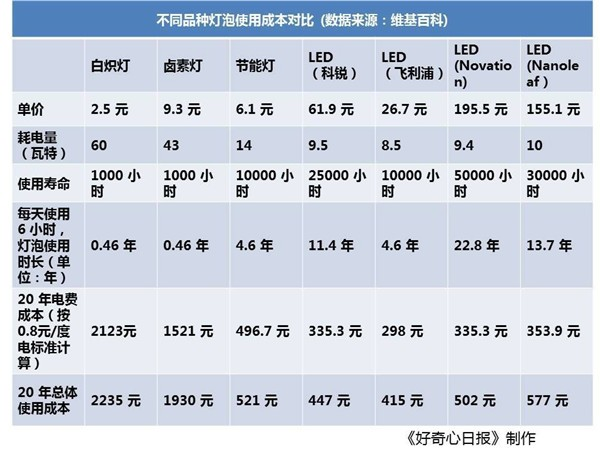 不同品种灯泡使用成本对比 (数据来源：维基百科)
白炽灯 卤素灯 节能灯 LED（科锐） LED（飞利浦） LED (Novation) LED (Nanoleaf)
单价 2.5 元 9.3 元 6.1 元 61.9 元 26.7 元 195.5 元 155.1 元
耗电量（瓦特） 60 43 14 9.5 8.5 9.4 10
使用寿命 1000 小时 1000 小时 10000 小时 25000 小时 10000 小时 50000 小时 30000 小时
每天使用 6 小时，灯泡使用时长（单位：年） 0.46 年 0.46 年 4.6 年 11.4 年 4.6 年 22.8 年 13.7 年
20 年电费成本（按 0.8元/度电标准计算） 2123元 1521 元 496.7 元 335.3 元 298 元 335.3 元 353.9 元
20 年总体使用成本 2235 元 1930 元 521 元 447 元 415 元 502 元 577 元
《好奇心日报》制作